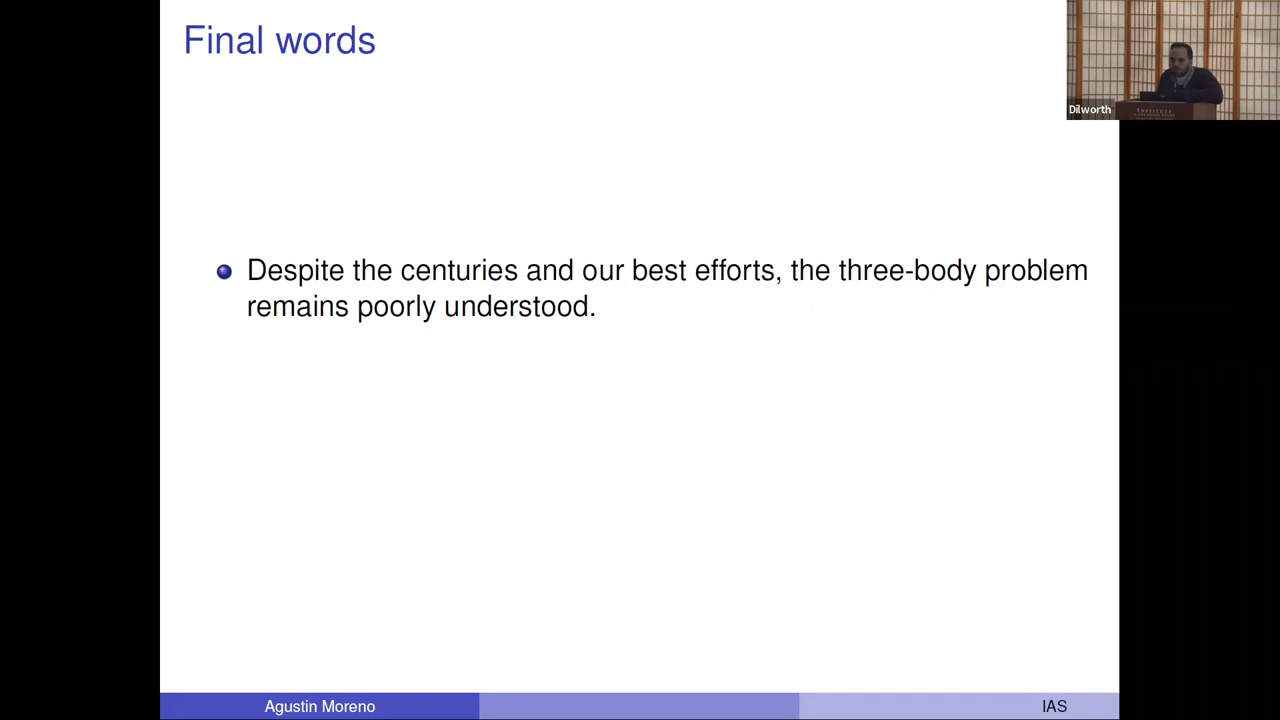 Final words
Dilworth
INSTITUTE
Despite the centuries and our best efforts, the three-body problem
remains poorly understood.
Agustin Moreno
IAS